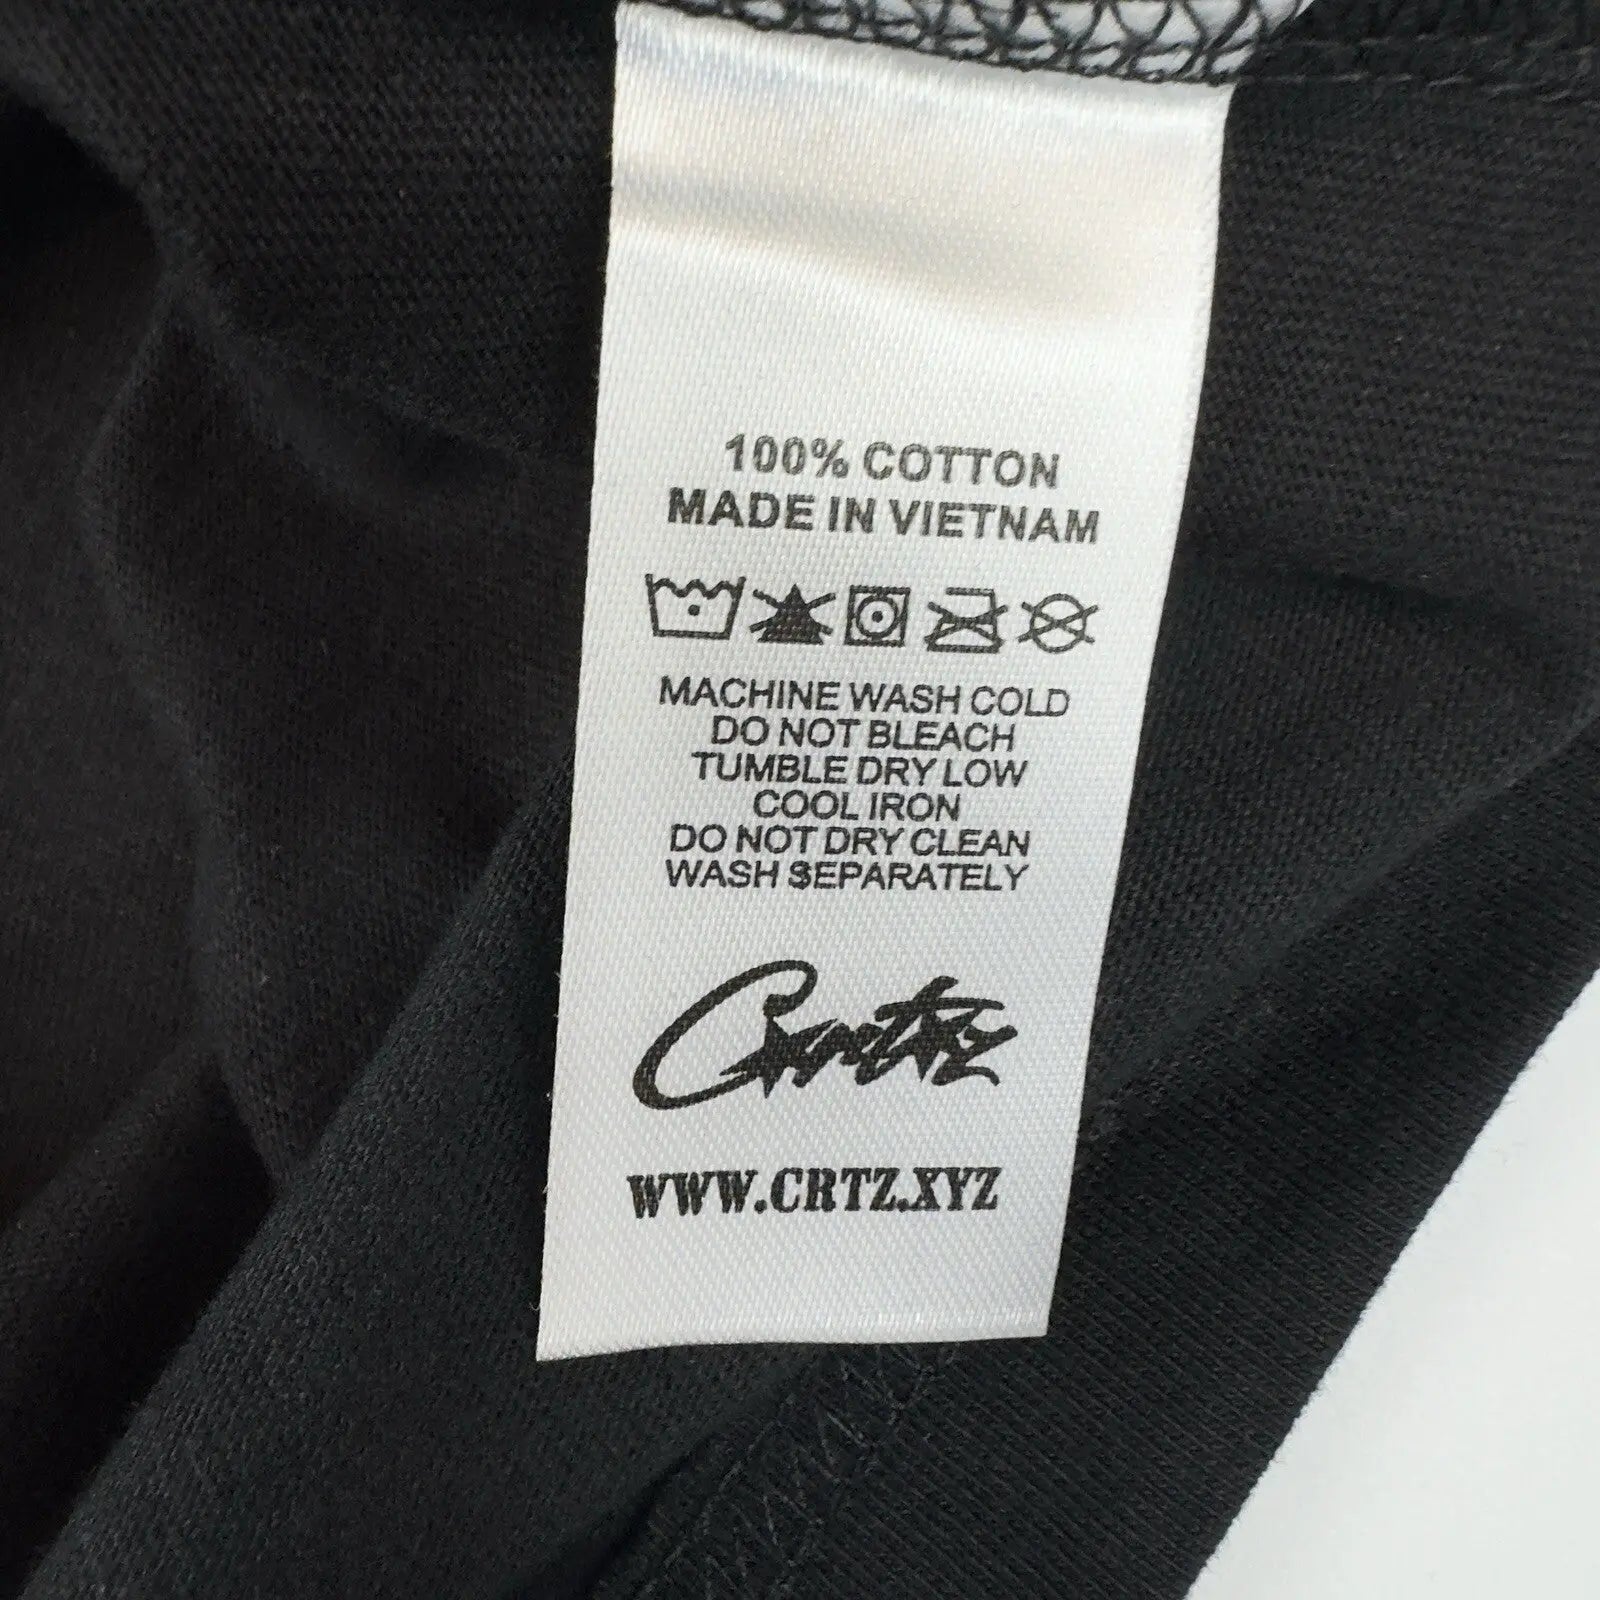 100% COTTON
MADE IN VIETNAM
MACHINE WASH COLD
DO NOT BLEACH
TUMBLE DRY LOW
COOL IRON
DO NOT DRY CLEAN
WASH SEPARATELY
Corteiz
WWW.CRTZ.XYZ